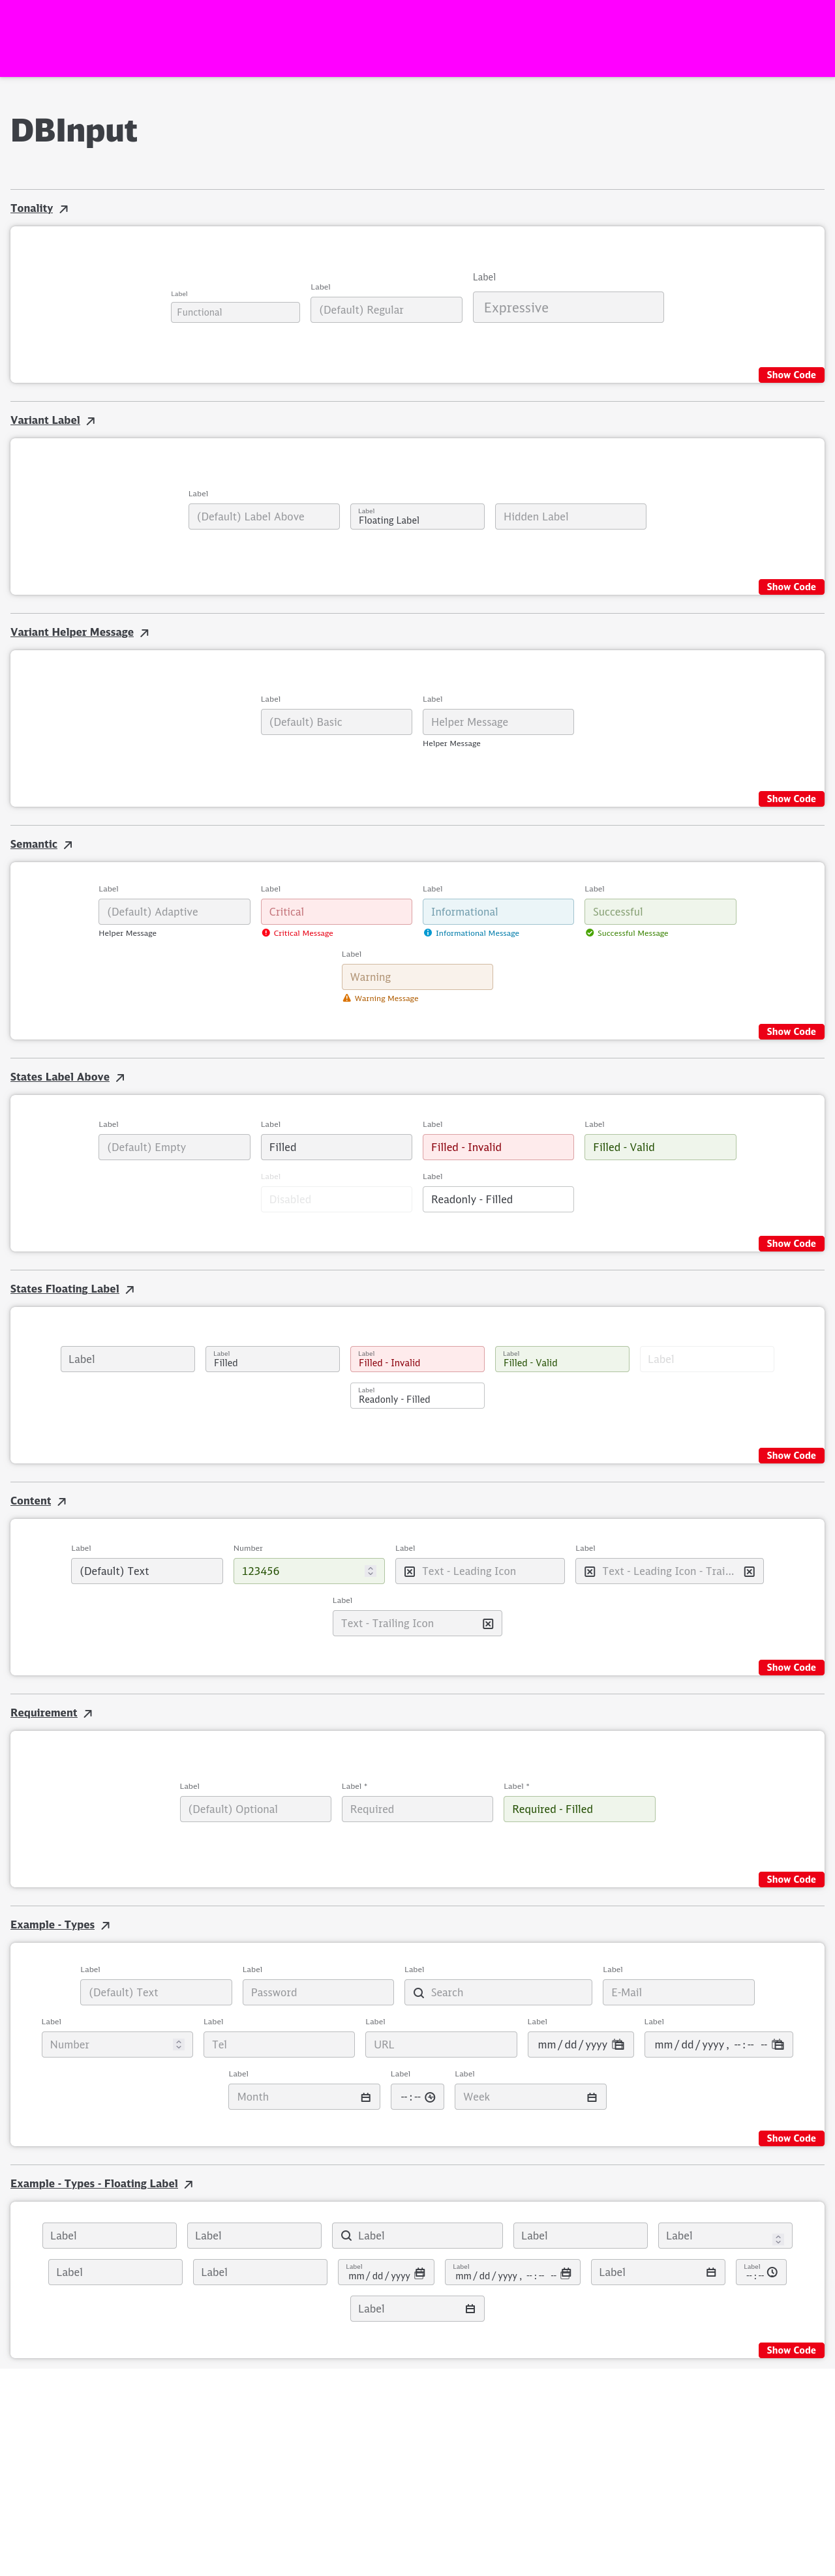 DBInput
Tonality
Label
Label
Label
Functional
(Default) Regular
Expressive
Show Code
Variant Label
Label
(Default) Label Above
Label
Floating Label
Hidden Label
Show Code
Variant Helper Message
Label
Label
(Default) Basic
Helper Message
Helper Message
Show Code
Semantic
Label
Label
Label
Label
(Default) Adaptive
Critical
Informational
Successful
Helper Message
Critical Message
Informational Message
Successful Message
Label
Warning
Warning Message
Show Code
States Label Above
Label
Label
Label
Label
(Default) Empty
Filled
Filled - Invalid
Filled - Valid
Label
Label
Disabled
Readonly - Filled
Show Code
States Floating Label
Label
Label
Filled
Label
Filled - Invalid
Label
Filled - Valid
Label
Label
Readonly - Filled
Show Code
Content
Label
Number
Label
Label
(Default) Text
123456
Text - Leading Icon
Text - Leading Icon - Trai...
Label
Text - Trailing Icon
Show Code
Requirement
Label
Label *
Label *
(Default) Optional
Required
Required - Filled
Show Code
Example - Types
Label
Label
Label
Label
(Default) Text
Password
Search
E-Mail
Label
Label
Label
Label
Label
Number
Tel
URL
mm/dd/yyyy
mm/dd/yyyy, --:-- --
Label
Label
Label
Month
--:--
Week
Show Code
Example - Types - Floating Label
Label
Label
Label
Label
Label
Label
Label
Label
mm/dd/yyyy
Label
mm/dd/yyyy, --:-- --
Label
Label
--:--
Label
Show Code